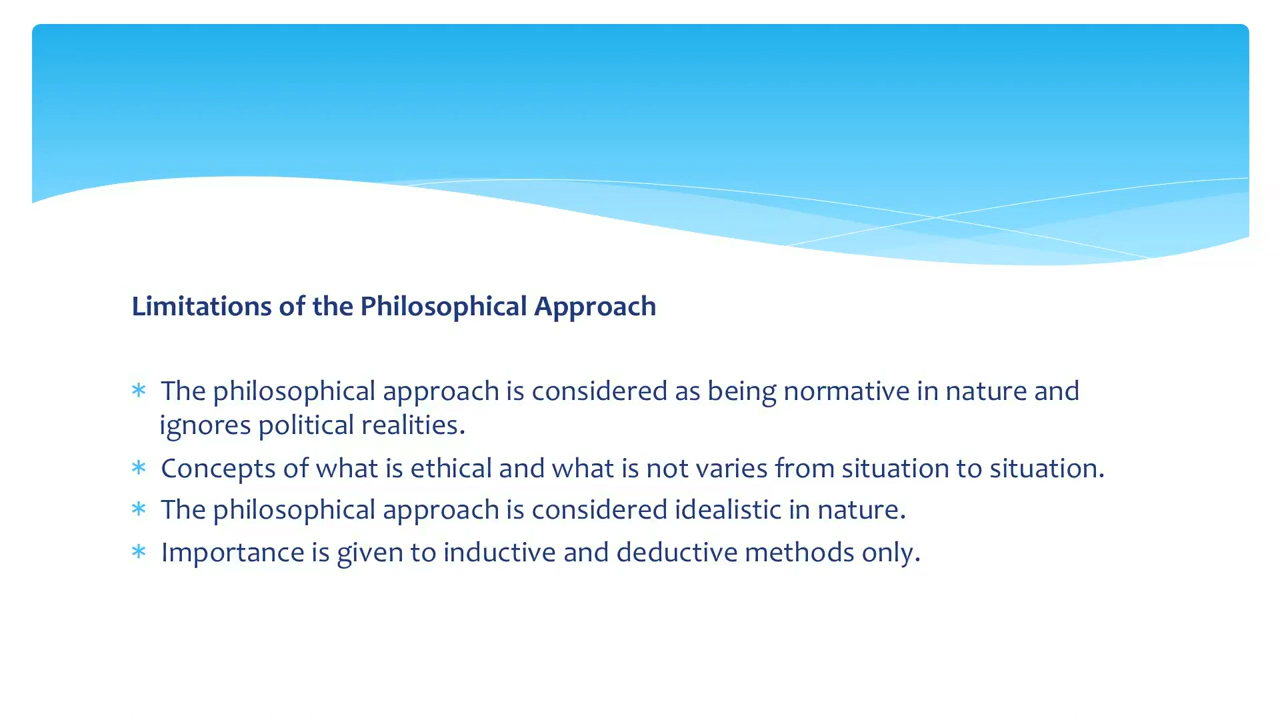 Limitations of the Philosophical Approach
* The philosophical approach is considered as being normative in nature and
ignores political realities.
* Concepts of what is ethical and what is not varies from situation to situation.
* The philosophical approach is considered idealistic in nature.
* Importance is given to inductive and deductive methods only.